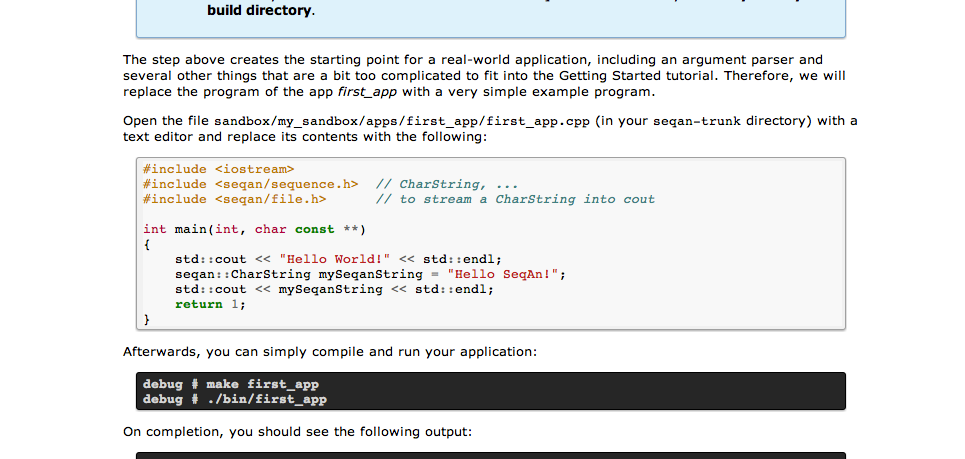 build directory.
The step above creates the starting point for a real-world application, including an argument parser and
several other things that are a bit too complicated to fit into the Getting Started tutorial. Therefore, we will
replace the program of the app first_app with a very simple example program.
Open the file sandbox/my_sandbox/apps/first_app/first_app.cpp (in your seqan-trunk directory) with a
text editor and replace its contents with the following:
#include <iostream>
#include <seqan/sequence.h>  // CharString, ...
#include <seqan/file.h>      // to stream a CharString into cout
int main(int, char const **)
{
    std::cout << "Hello World!" << std::endl;
    seqan::CharString mySeqanString = "Hello SeqAn!";
    std::cout << mySeqanString << std::endl;
    return 1;
}
Afterwards, you can simply compile and run your application:
debug # make first_app
debug # ./bin/first_app
On completion, you should see the following output: